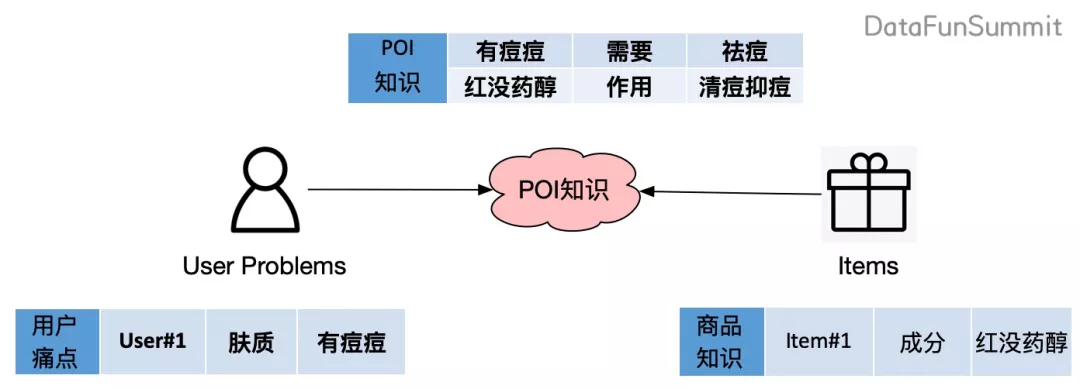 DataFunSummit
POI 有痘痘 需要 祛痘
知识 红没药醇 作用 清痘抑痘
POI知识
User Problems
Items
用户
痛点
User#1 肤质 有痘痘
商品
知识
Item#1 成分 红没药醇